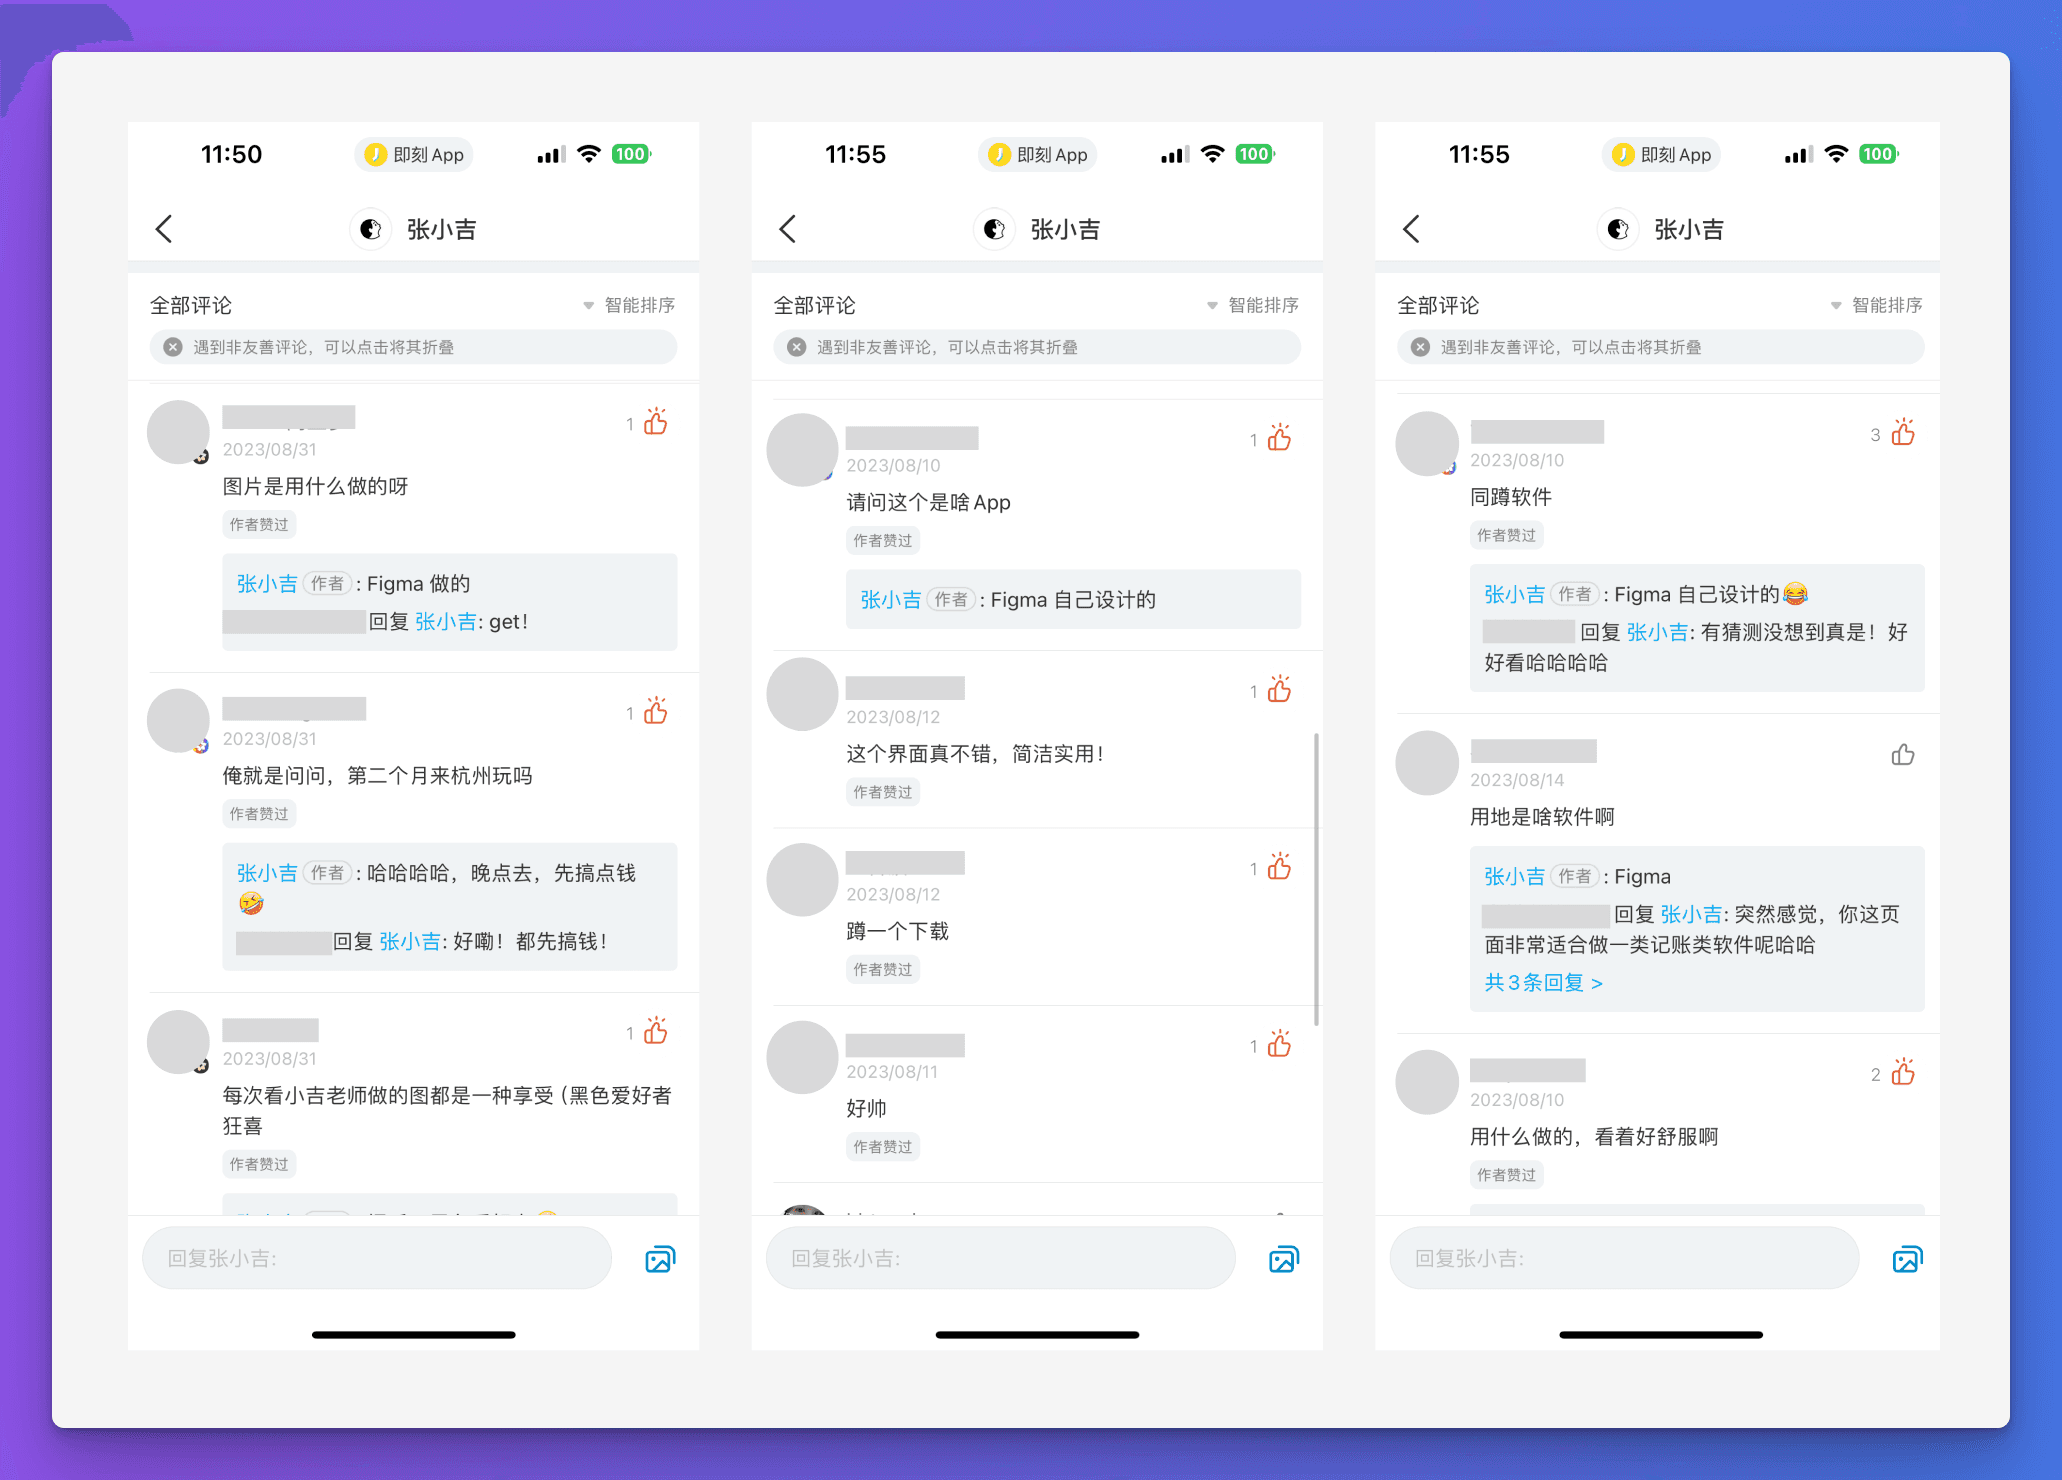 11:50
即刻 App
100
张小吉
全部评论
智能排序
遇到非友善评论，可以点击将其折叠
1
2023/08/31
图片是用什么做的呀
作者赞过
张小吉 作者 : Figma 做的
回复 张小吉: get！
1
2023/08/31
俺就是问问，第二个月来杭州玩吗
作者赞过
张小吉 作者 : 哈哈哈哈，晚点去，先搞点钱
🤣
回复 张小吉: 好嘞！都先搞钱！
1
2023/08/31
每次看小吉老师做的图都是一种享受（黑色爱好者
狂喜
作者赞过
回复张小吉:
11:55
即刻 App
100
张小吉
全部评论
智能排序
遇到非友善评论，可以点击将其折叠
1
2023/08/10
请问这个是啥 App
作者赞过
张小吉 作者 : Figma 自己设计的
1
2023/08/12
这个界面真不错，简洁实用！
作者赞过
1
2023/08/12
蹲一个下载
作者赞过
1
2023/08/11
好帅
作者赞过
回复张小吉:
11:55
即刻 App
100
张小吉
全部评论
智能排序
遇到非友善评论，可以点击将其折叠
3
2023/08/10
同蹲软件
作者赞过
张小吉 作者 : Figma 自己设计的😂
回复 张小吉: 有猜测没想到真是！好
好看哈哈哈哈
2023/08/14
用地是啥软件啊
张小吉 作者 : Figma
回复 张小吉: 突然感觉，你这页
面非常适合做一类记账类软件呢哈哈
共3条回复 >
2
2023/08/10
用什么做的，看着好舒服啊
作者赞过
回复张小吉: